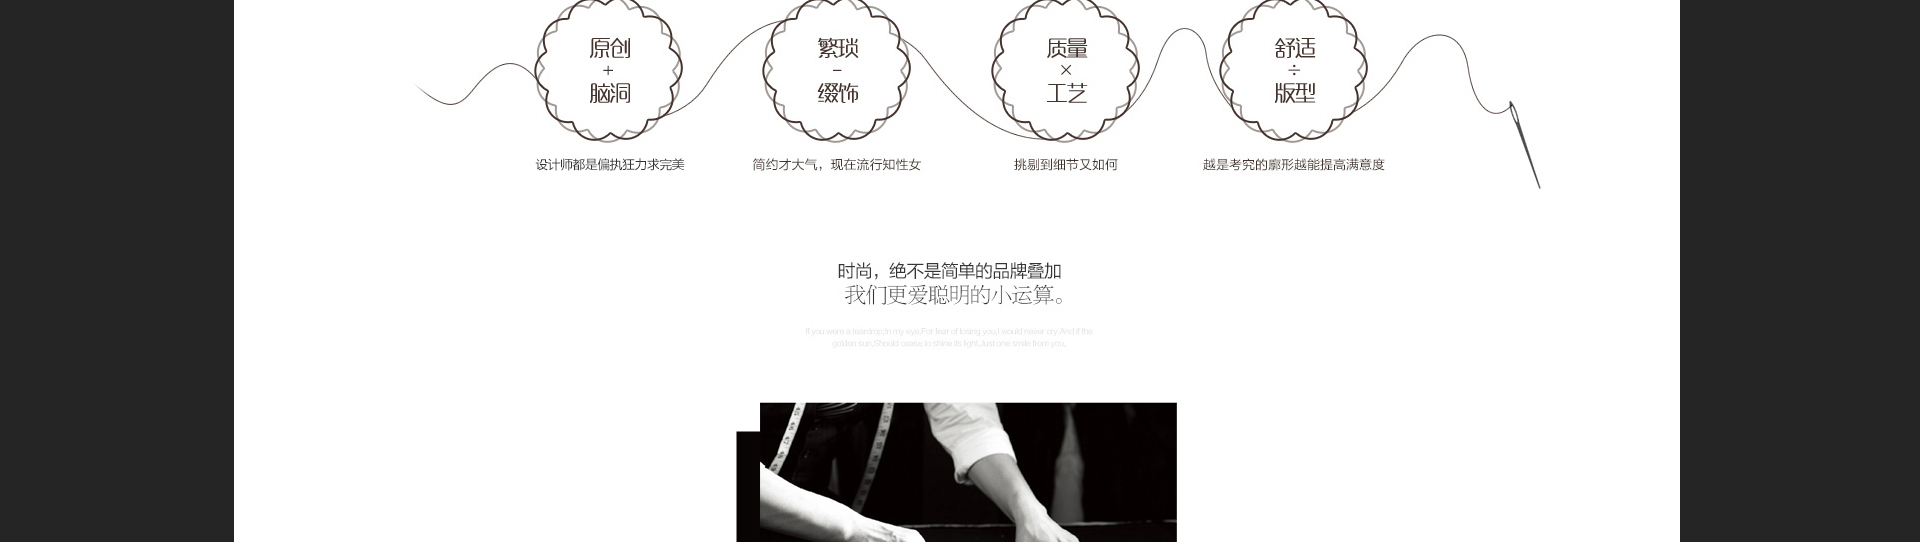 原创
+
脑洞
繁琐
−
缀饰
质量
×
工艺
舒适
÷
版型
设计师都是偏执狂力求完美
简约才大气，现在流行知性女
挑剔到细节又如何
越是考究的廓形越能提高满意度
时尚，绝不是简单的品牌叠加
我们更爱聪明的小运算。
If you were a teardrop;In my eye,For fear of losing you,I would never cry.And if the
golden sun,Should cease to shine its light,Just one smile from you,